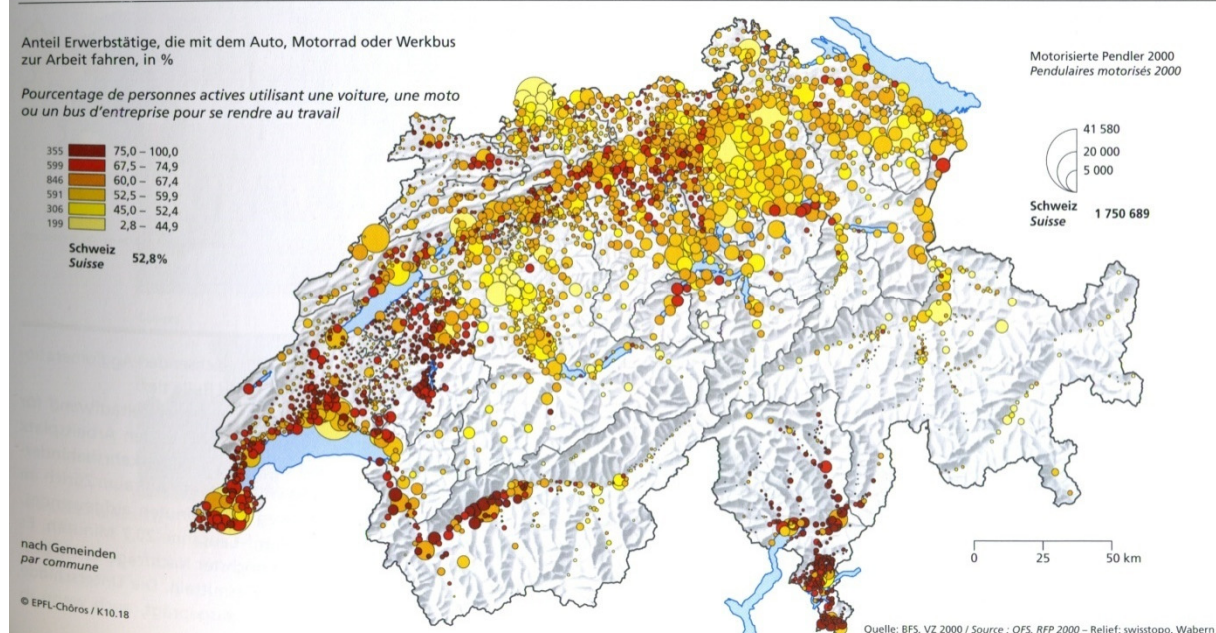 Anteil Erwerbstätige, die mit dem Auto, Motorrad oder Werkbus
zur Arbeit fahren, in %
Pourcentage de personnes actives utilisant une voiture, une moto
ou un bus d'entreprise pour se rendre au travail
355 75,0 – 100,0
599 67,5 – 74,9
846 60,0 – 67,4
591 52,5 – 59,9
306 45,0 – 52,4
199 2,8 – 44,9
Schweiz
Suisse 52,8%
Motorisierte Pendler 2000
Pendulaires motorisés 2000
41 580
20 000
5 000
Schweiz
Suisse 1 750 689
nach Gemeinden
par commune
0 25 50 km
© EPFL-Chôros / K10.18
Quelle: BFS, VZ 2000 / Source : OFS, RFP 2000 – Relief: swisstopo, Wabern